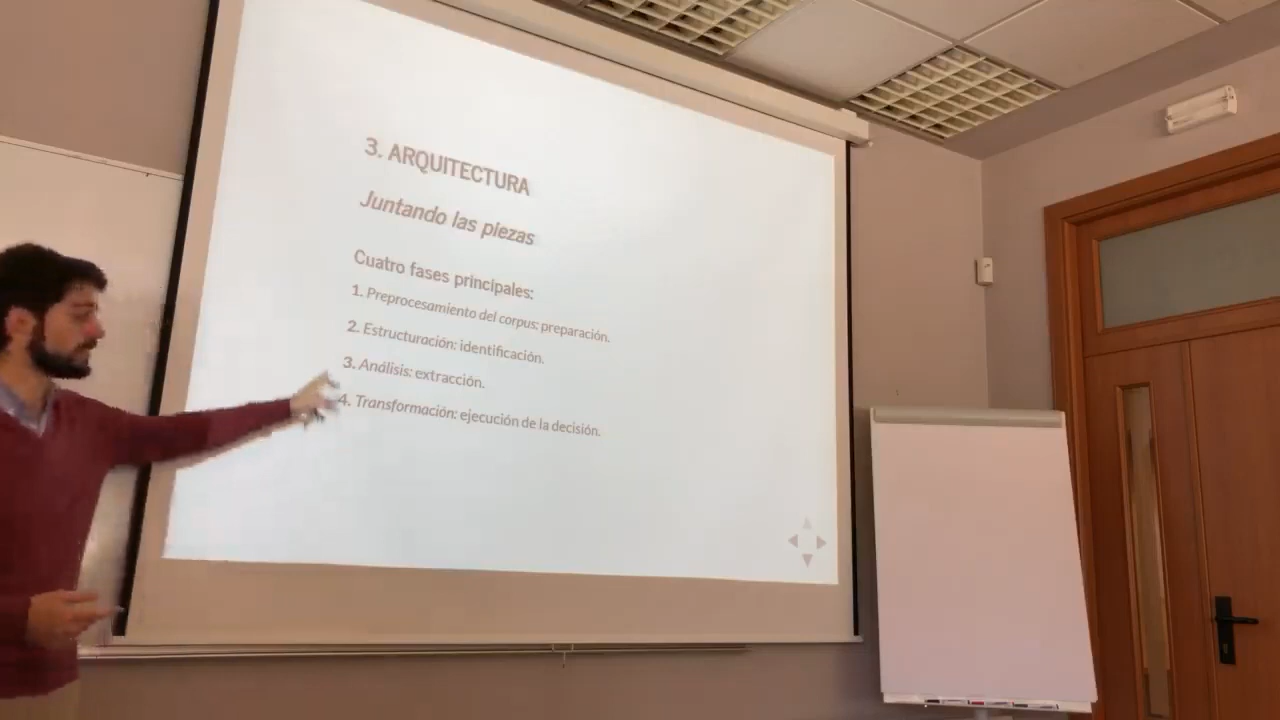 3. ARQUITECTURA
Juntando las piezas
Cuatro fases principales:
1. Preprocesamiento del corpus: preparación.
2. Estructuración: identificación.
3. Análisis: extracción.
4. Transformación: ejecución de la decisión.